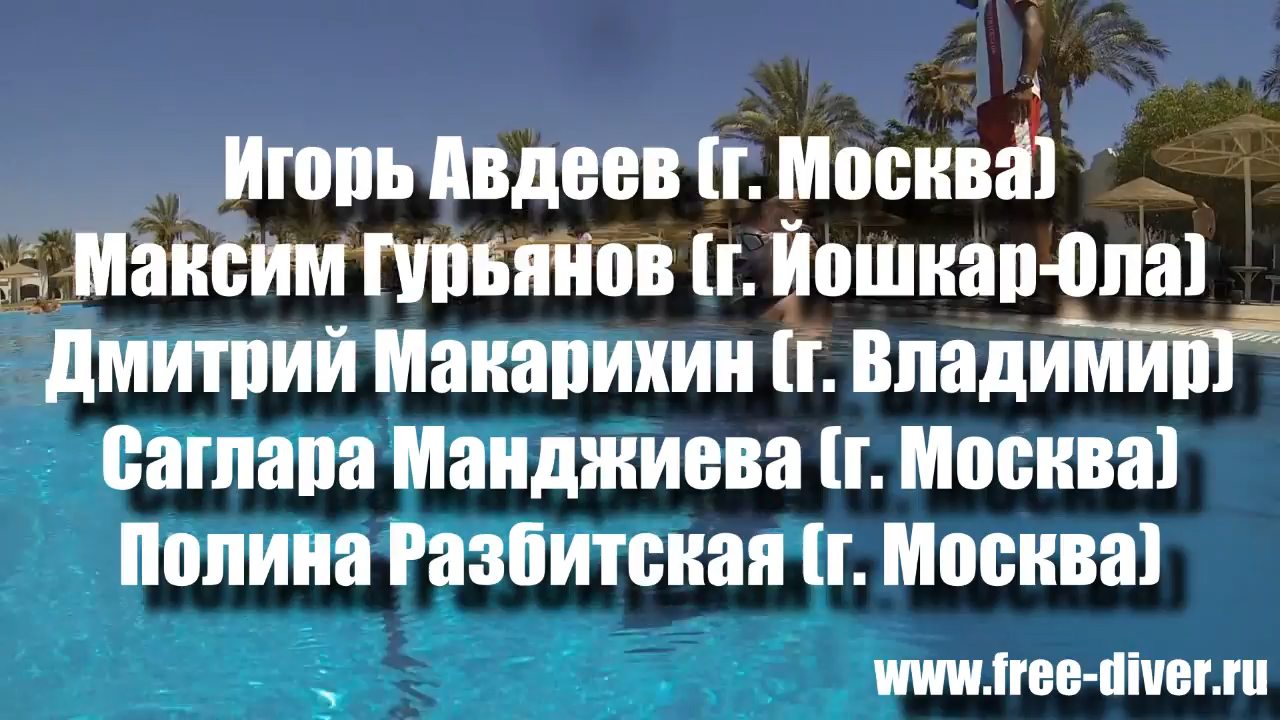 Игорь Авдеев (г. Москва)
Максим Гурьянов (г. Йошкар-Ола)
Дмитрий Макарихин (г. Владимир)
Саглара Манджиева (г. Москва)
Полина Разбитская (г. Москва)
www.free-diver.ru